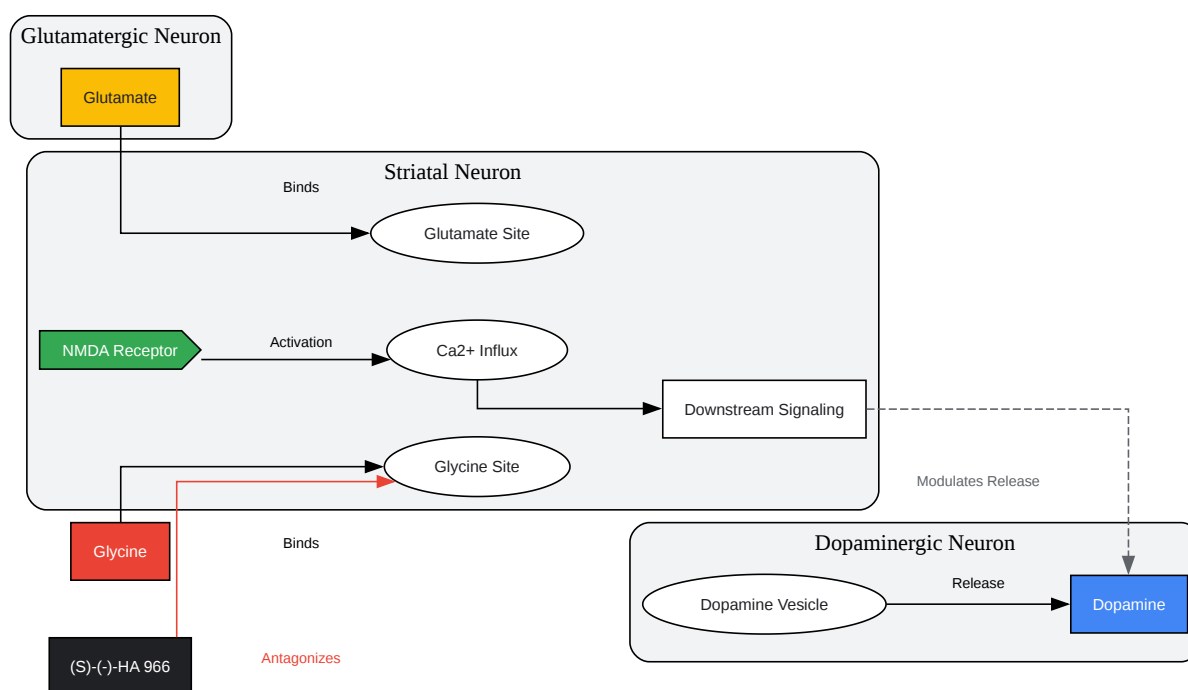 Glutamatergic Neuron
Glutamate
Striatal Neuron
Binds
Glutamate Site
NMDA Receptor
Activation
Ca2+ Influx
Downstream Signaling
Glycine Site
Modulates Release
Glycine
Binds
Dopaminergic Neuron
Dopamine Vesicle
Release
Dopamine
(S)-(-)-HA 966
Antagonizes